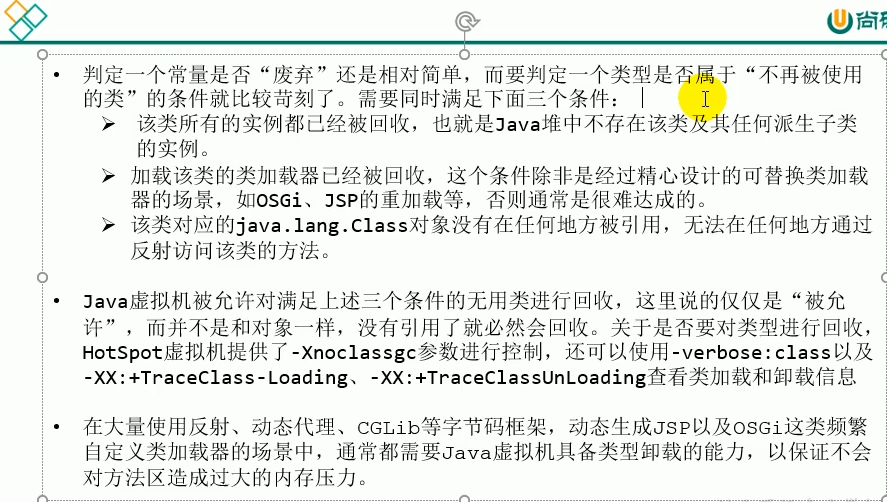 尚硅
• 判定一个常量是否“废弃”还是相对简单，而要判定一个类型是否属于“不再被使用
的类”的条件就比较苛刻了。需要同时满足下面三个条件：
➢ 该类所有的实例都已经被回收，也就是Java堆中不存在该类及其任何派生子类
的实例。
➢ 加载该类的类加载器已经被回收，这个条件除非是经过精心设计的可替换类加载
器的场景，如OSGi、JSP的重加载等，否则通常是很难达成的。
➢ 该类对应的java.lang.Class对象没有在任何地方被引用，无法在任何地方通过
反射访问该类的方法。
• Java虚拟机被允许对满足上述三个条件的无用类进行回收，这里说的仅仅是“被允
许”，而并不是和对象一样，没有引用了就必然会回收。关于是否要对类型进行回收，
HotSpot虚拟机提供了-Xnoclassgc参数进行控制，还可以使用-verbose:class以及
-XX:+TraceClass-Loading、-XX:+TraceClassUnLoading查看类加载和卸载信息
• 在大量使用反射、动态代理、CGLib等字节码框架，动态生成JSP以及OSGi这类频繁
自定义类加载器的场景中，通常都需要Java虚拟机具备类型卸载的能力，以保证不会
对方法区造成过大的内存压力。